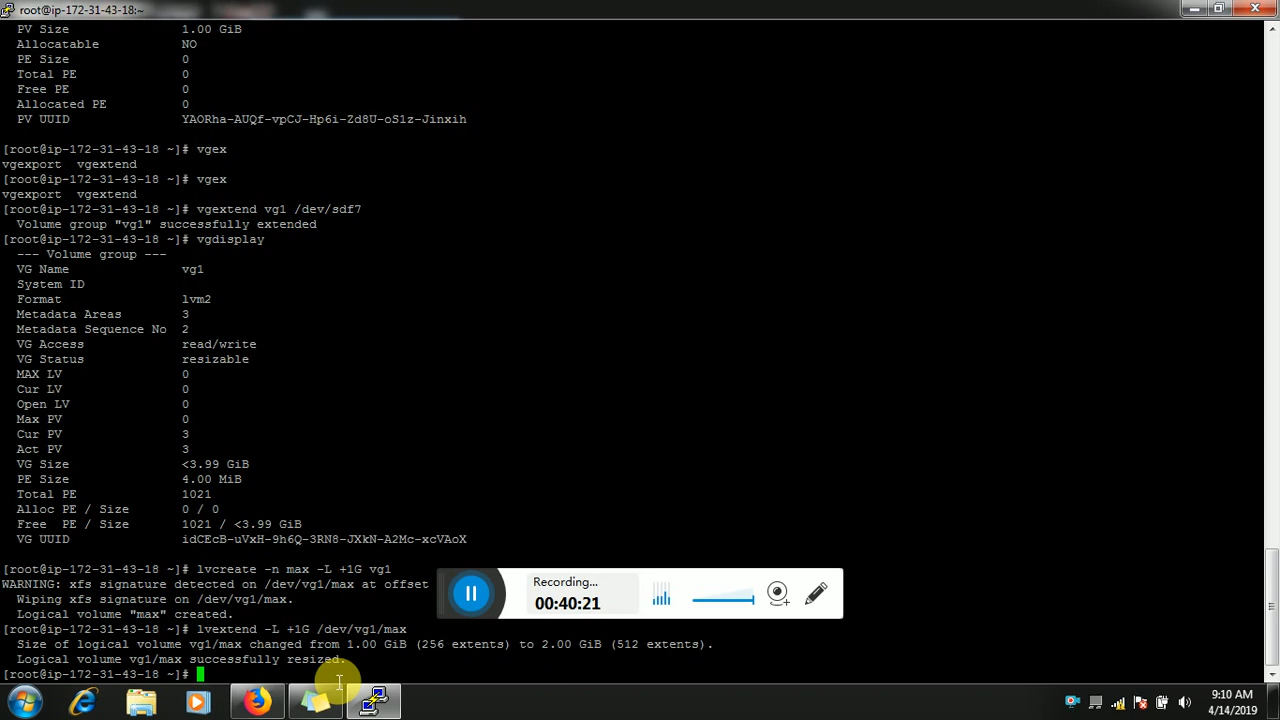 root@ip-172-31-43-18:~
PV Size 1.00 GiB
Allocatable NO
PE Size 0
Total PE 0
Free PE 0
Allocated PE 0
PV UUID YAORha-AUQf-vpCJ-Hp6i-Zd8U-oS1z-Jinxih
[root@ip-172-31-43-18 ~]# vgex
vgexport vgextend
[root@ip-172-31-43-18 ~]# vgex
vgexport vgextend
[root@ip-172-31-43-18 ~]# vgextend vg1 /dev/sdf7
Volume group "vg1" successfully extended
[root@ip-172-31-43-18 ~]# vgdisplay
--- Volume group ---
VG Name vg1
System ID
Format lvm2
Metadata Areas 3
Metadata Sequence No 2
VG Access read/write
VG Status resizable
MAX LV 0
Cur LV 0
Open LV 0
Max PV 0
Cur PV 3
Act PV 3
VG Size <3.99 GiB
PE Size 4.00 MiB
Total PE 1021
Alloc PE / Size 0 / 0
Free PE / Size 1021 / <3.99 GiB
VG UUID idCEcB-uVxH-9h6Q-3RN8-JXkN-A2Mc-xcVAoX
[root@ip-172-31-43-18 ~]# lvcreate -n max -L +1G vg1
WARNING: xfs signature detected on /dev/vg1/max at offset
Wiping xfs signature on /dev/vg1/max.
Logical volume "max" created.
[root@ip-172-31-43-18 ~]# lvextend -L +1G /dev/vg1/max
Size of logical volume vg1/max changed from 1.00 GiB (256 extents) to 2.00 GiB (512 extents).
Logical volume vg1/max successfully resized.
[root@ip-172-31-43-18 ~]#
Recording...
00:40:21
9:10 AM
4/14/2019